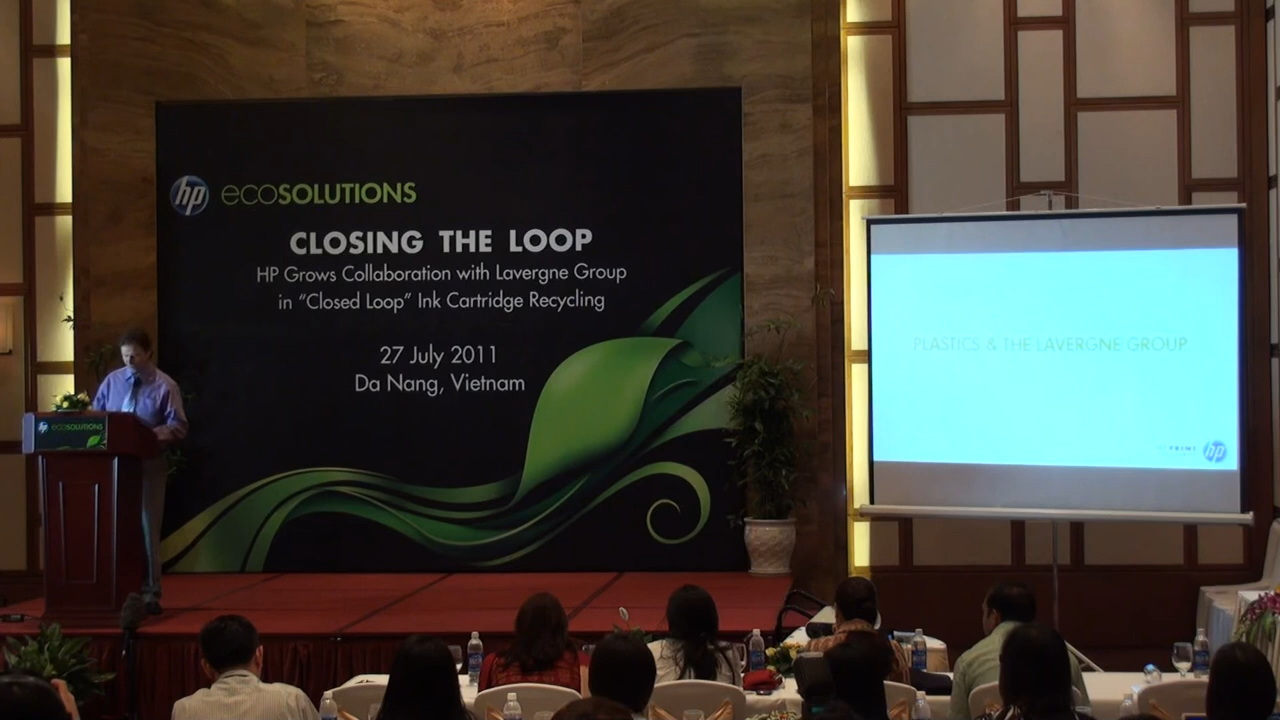 hp ecoSOLUTIONS
CLOSING THE LOOP
HP Grows Collaboration with Lavergne Group
in "Closed Loop" Ink Cartridge Recycling
27 July 2011
Da Nang, Vietnam
hp ecoSOLUTIONS
PLASTICS & THE LAVERGNE GROUP
hp